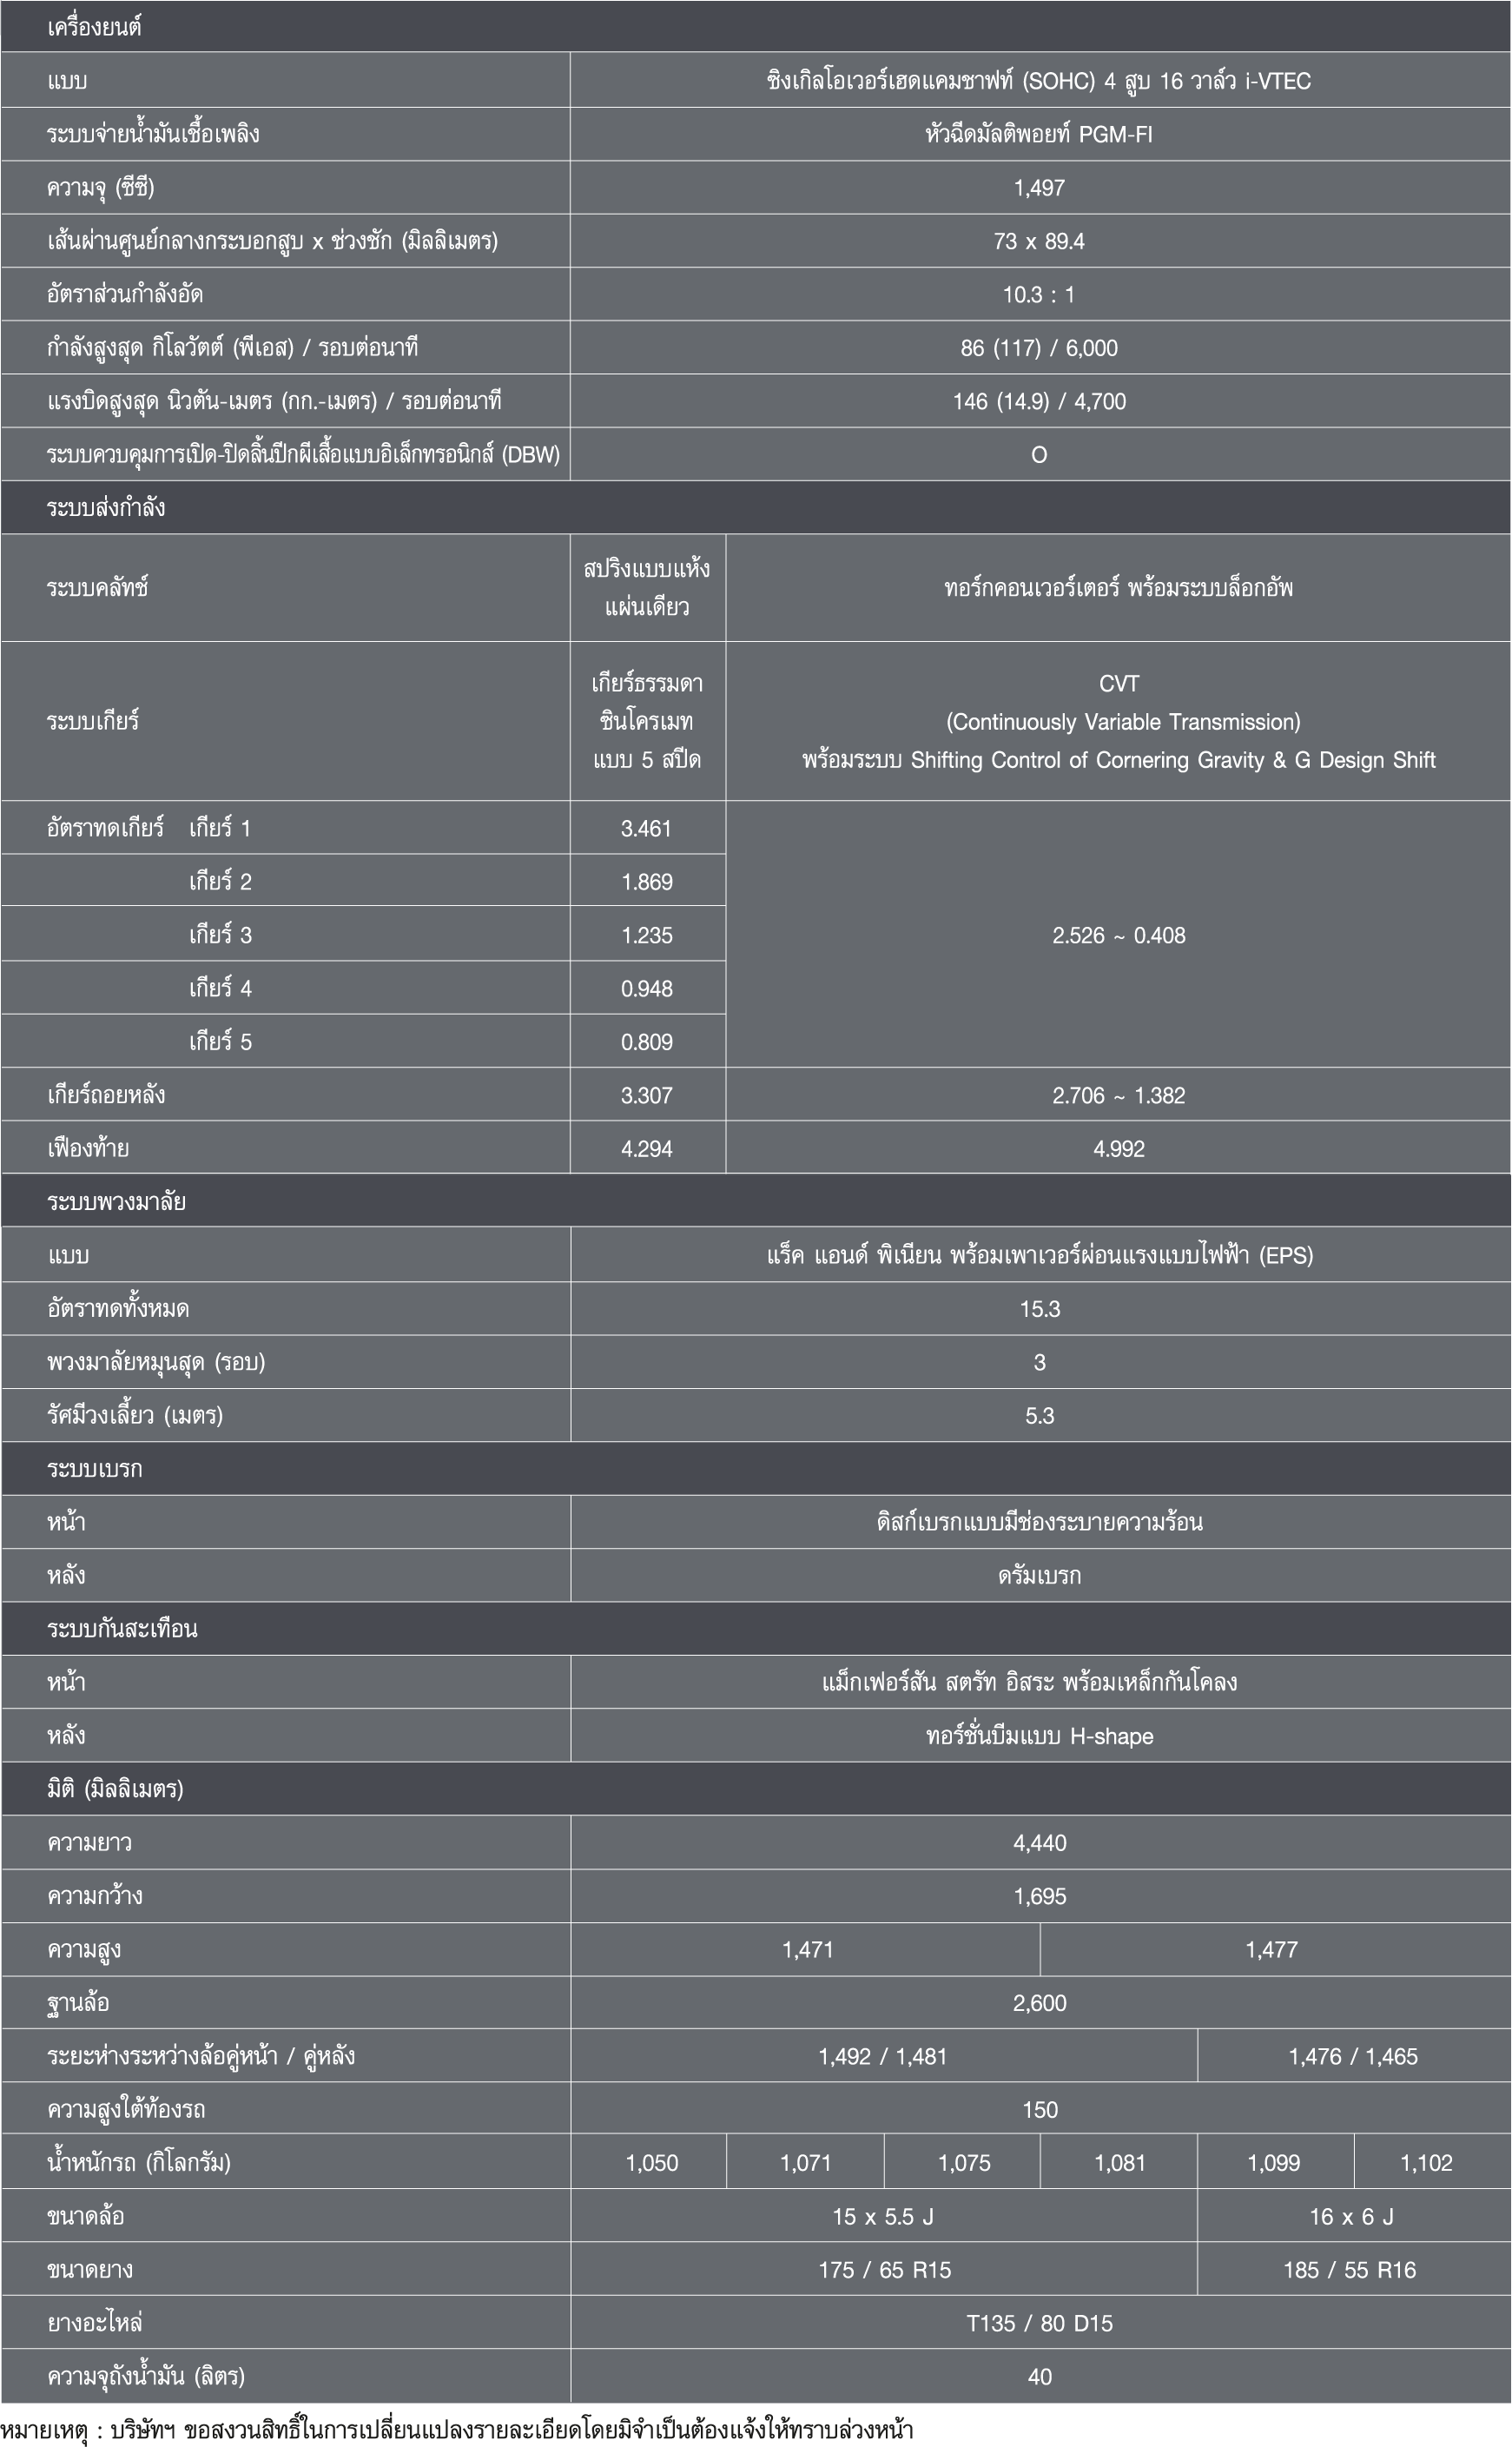 เครื่องยนต์
แบบ ซิงเกิลโอเวอร์เฮดแคมชาฟท์ (SOHC) 4 สูบ 16 วาล์ว i-VTEC
ระบบจ่ายน้ำมันเชื้อเพลิง หัวฉีดมัลติพอยท์ PGM-FI
ความจุ (ซีซี) 1,497
เส้นผ่านศูนย์กลางกระบอกสูบ x ช่วงชัก (มิลลิเมตร) 73 x 89.4
อัตราส่วนกำลังอัด 10.3 : 1
กำลังสูงสุด กิโลวัตต์ (พีเอส) / รอบต่อนาที 86 (117) / 6,000
แรงบิดสูงสุด นิวตัน-เมตร (กก.-เมตร) / รอบต่อนาที 146 (14.9) / 4,700
ระบบควบคุมการเปิด-ปิดลิ้นปีกผีเสื้อแบบอิเล็กทรอนิกส์ (DBW) O
ระบบส่งกำลัง
ระบบคลัทช์
สปริงแบบแห้ง
แผ่นเดียว
ทอร์กคอนเวอร์เตอร์ พร้อมระบบล็อกอัพ
ระบบเกียร์
เกียร์ธรรมดา
ซินโครเมท
แบบ 5 สปีด
CVT
(Continuously Variable Transmission)
พร้อมระบบ Shifting Control of Cornering Gravity & G Design Shift
อัตราทดเกียร์ เกียร์ 1 3.461
เกียร์ 2 1.869
เกียร์ 3 1.235 2.526 ~ 0.408
เกียร์ 4 0.948
เกียร์ 5 0.809
เกียร์ถอยหลัง 3.307 2.706 ~ 1.382
เฟืองท้าย 4.294 4.992
ระบบพวงมาลัย
แบบ แร็ค แอนด์ พิเนียน พร้อมเพาเวอร์ผ่อนแรงแบบไฟฟ้า (EPS)
อัตราทดทั้งหมด 15.3
พวงมาลัยหมุนสุด (รอบ) 3
รัศมีวงเลี้ยว (เมตร) 5.3
ระบบเบรก
หน้า ดิสก์เบรกแบบมีช่องระบายความร้อน
หลัง ดรัมเบรก
ระบบกันสะเทือน
หน้า แม็กเฟอร์สัน สตรัท อิสระ พร้อมเหล็กกันโคลง
หลัง ทอร์ชั่นบีมแบบ H-shape
มิติ (มิลลิเมตร)
ความยาว 4,440
ความกว้าง 1,695
ความสูง 1,471 1,477
ฐานล้อ 2,600
ระยะห่างระหว่างล้อคู่หน้า / คู่หลัง 1,492 / 1,481 1,476 / 1,465
ความสูงใต้ท้องรถ 150
น้ำหนักรถ (กิโลกรัม) 1,050 1,071 1,075 1,081 1,099 1,102
ขนาดล้อ 15 x 5.5 J 16 x 6 J
ขนาดยาง 175 / 65 R15 185 / 55 R16
ยางอะไหล่ T135 / 80 D15
ความจุถังน้ำมัน (ลิตร) 40
หมายเหตุ : บริษัทฯ ขอสงวนสิทธิ์ในการเปลี่ยนแปลงรายละเอียดโดยมิจำเป็นต้องแจ้งให้ทราบล่วงหน้า